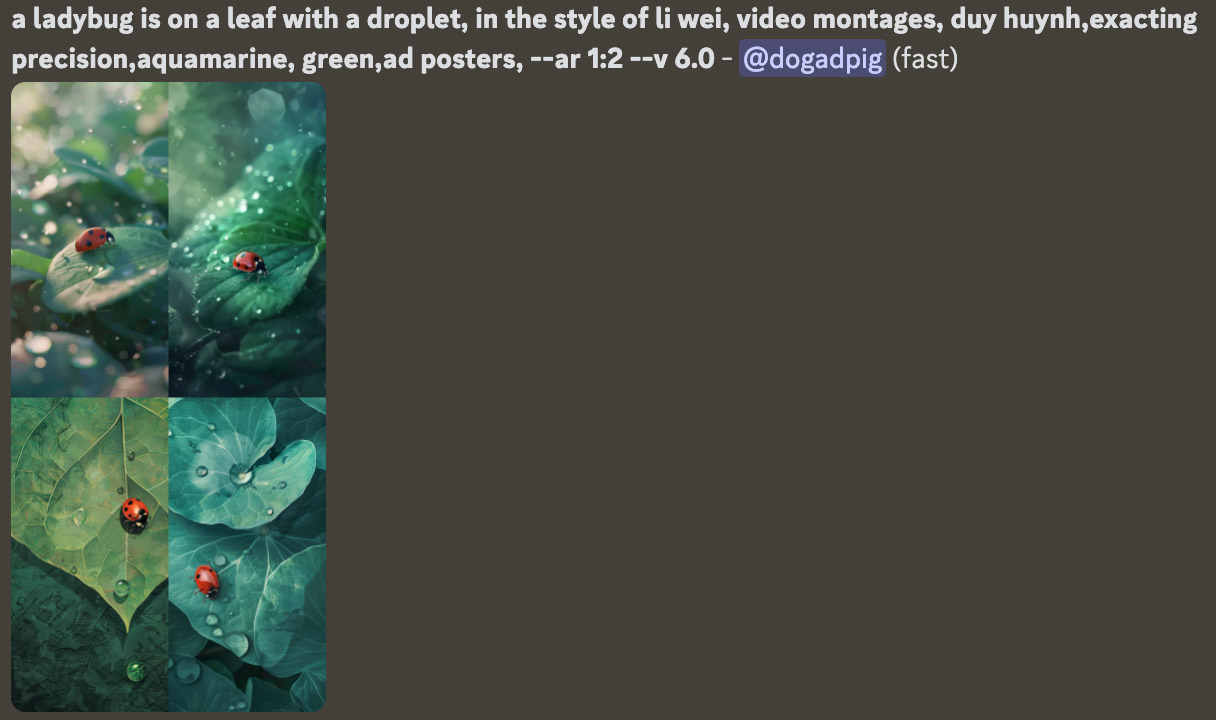 a ladybug is on a leaf with a droplet, in the style of li wei, video montages, duy huynh,exacting
precision,aquamarine, green,ad posters, --ar 1:2 --v 6.0 - @dogadpig (fast)